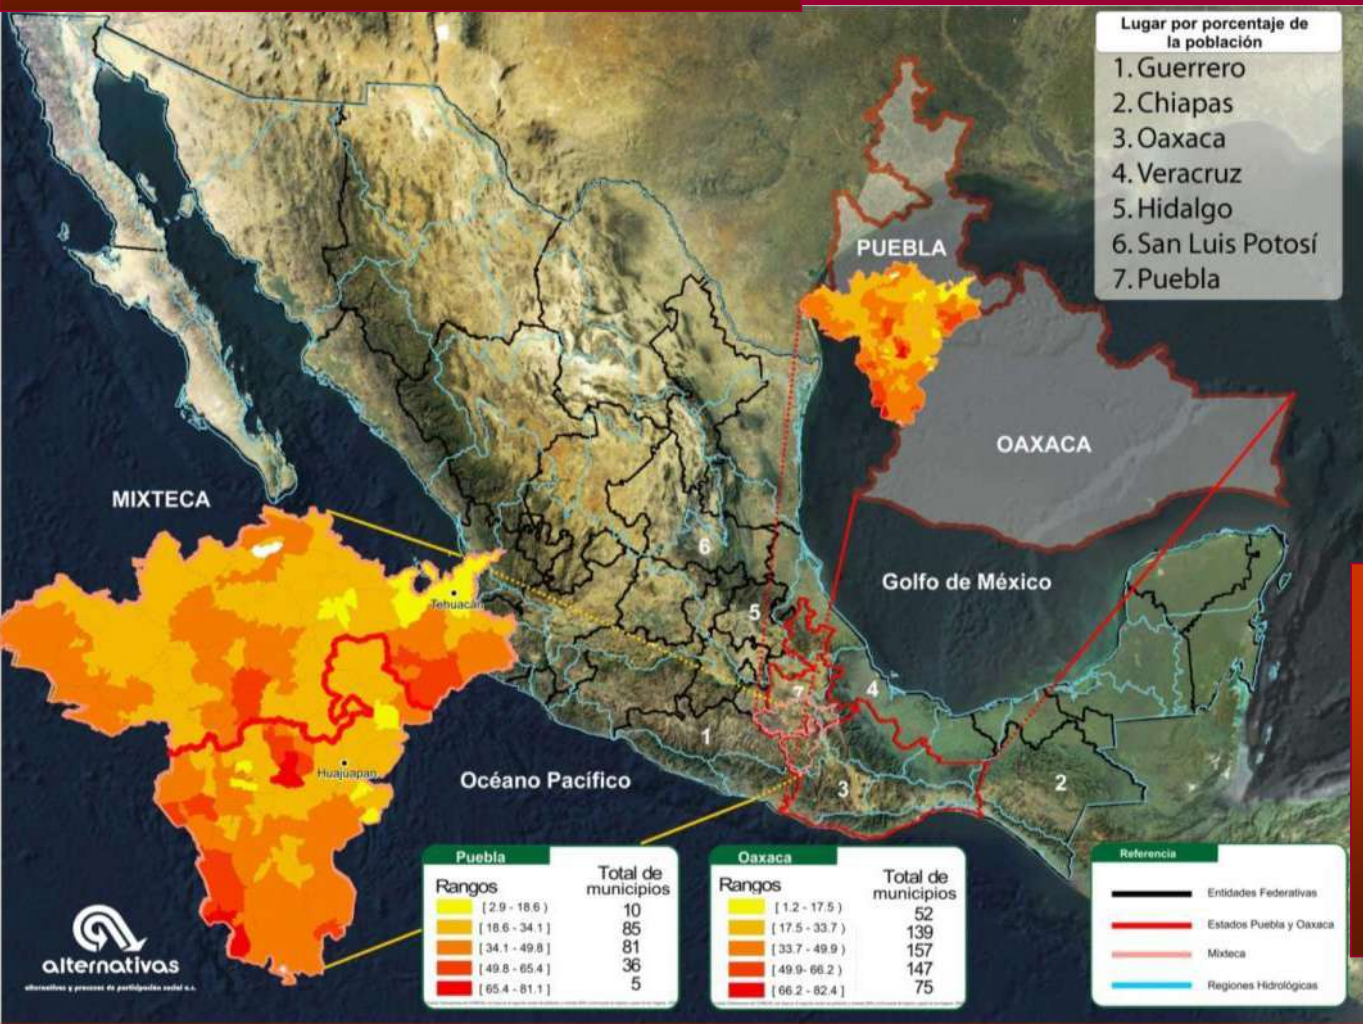 Lugar por porcentaje de
la población
1. Guerrero
2. Chiapas
3. Oaxaca
4. Veracruz
5. Hidalgo
6. San Luis Potosí
7. Puebla
PUEBLA
OAXACA
MIXTECA
Golfo de México
Océano Pacífico
Tehuacán
Huajuapan
6
5
7
4
1
3
2
Puebla
Rangos
Total de
municipios
[ 2.9 - 18.6 ) 10
[ 18.6 - 34.1 ] 85
[ 34.1 - 49.8 ] 81
[ 49.8 - 65.4 ) 36
[ 65.4 - 81.1 ] 5
Oaxaca
Rangos
Total de
municipios
[ 1.2 - 17.5 ) 52
[ 17.5 - 33.7 ) 139
[ 33.7 - 49.9 ) 157
[ 49.9- 66.2 ) 147
[ 66.2 - 82.4 ] 75
Referencia
Entidades Federativas
Estados Puebla y Oaxaca
Mixteca
Regiones Hidrológicas
alternativas
alternativas y procesos de participación social a.c.